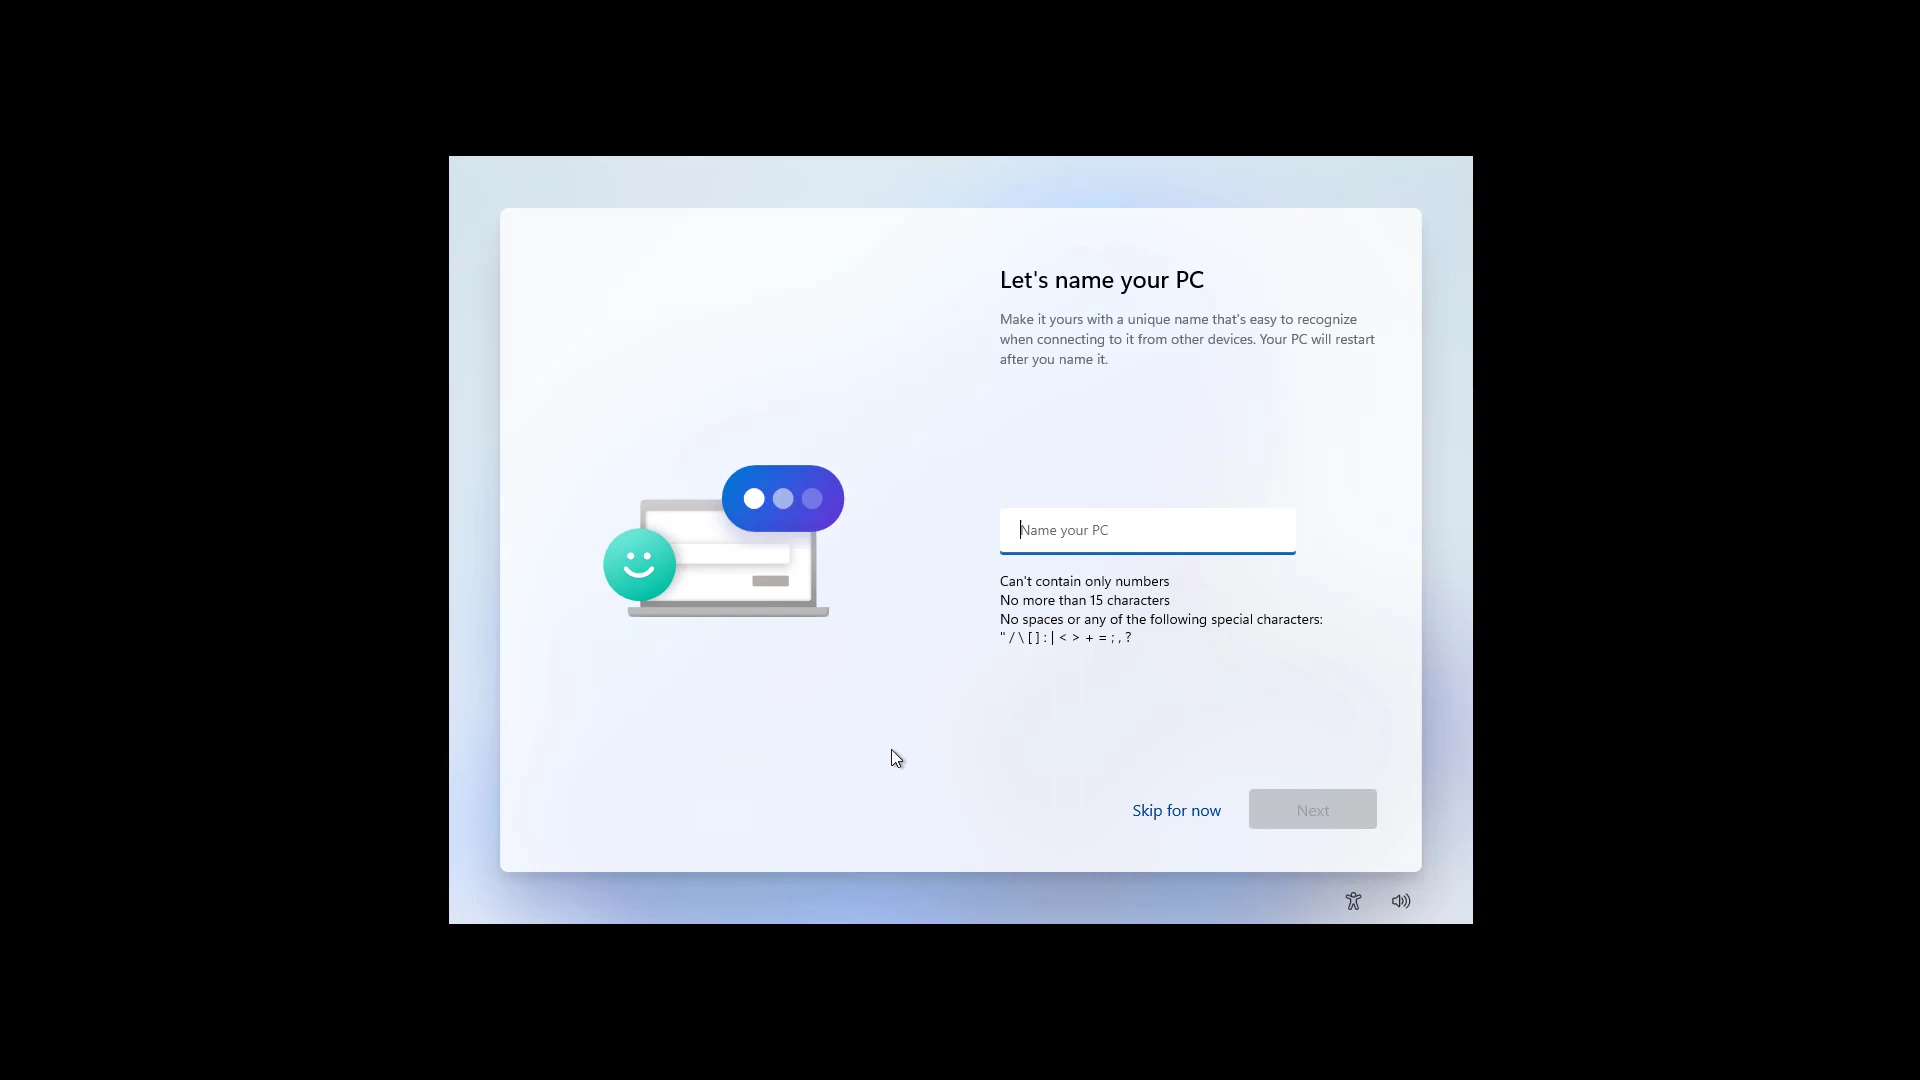 Let's name your PC
Make it yours with a unique name that's easy to recognize
when connecting to it from other devices. Your PC will restart
after you name it.
Name your PC
Can't contain only numbers
No more than 15 characters
No spaces or any of the following special characters:
" / \ [ ] : | < > + = ; , ?
Skip for now
Next